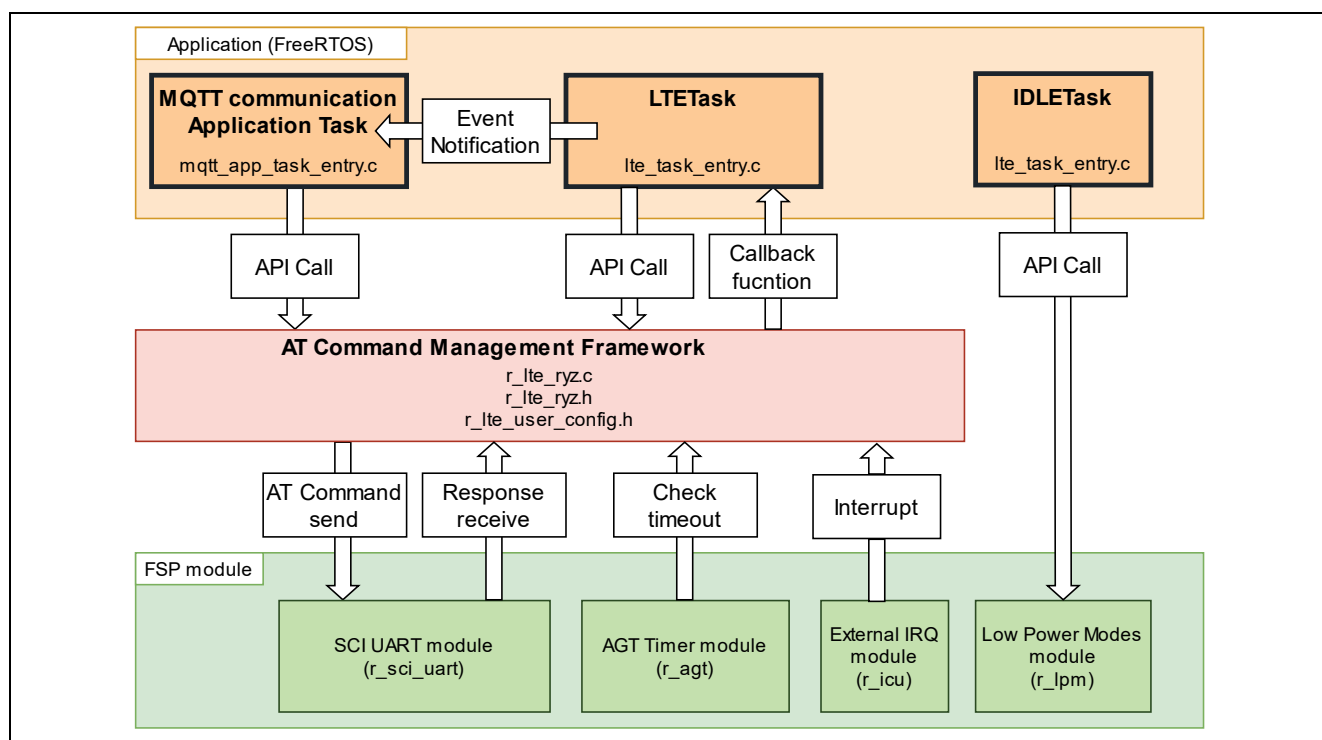 Application (FreeRTOS)
MQTT communication
Application Task
mqtt_app_task_entry.c
Event
Notification
LTETask
lte_task_entry.c
IDLETask
lte_task_entry.c
API Call
API Call
Callback
fucntion
API Call
AT Command Management Framework
r_lte_ryz.c
r_lte_ryz.h
r_lte_user_config.h
AT Command
send
Response
receive
Check
timeout
Interrupt
FSP module
SCI UART module
(r_sci_uart)
AGT Timer module
(r_agt)
External IRQ
module
(r_icu)
Low Power Modes
module
(r_lpm)